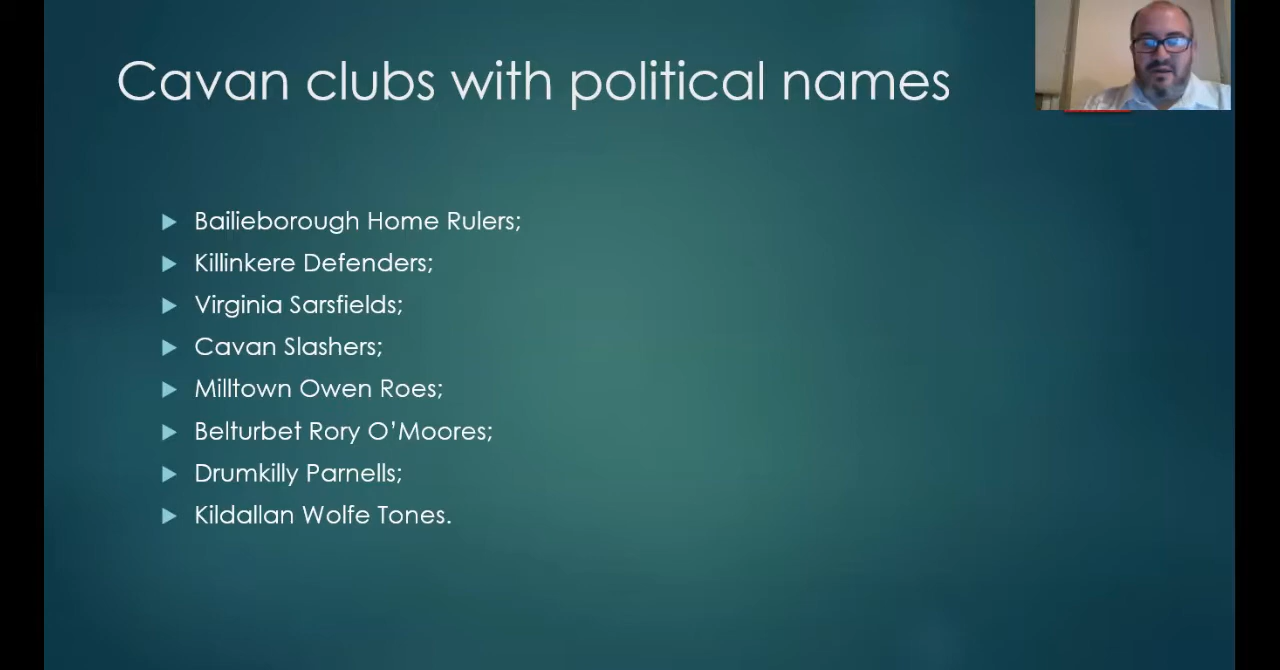 Cavan clubs with political names
Bailieborough Home Rulers;
Killinkere Defenders;
Virginia Sarsfields;
Cavan Slashers;
Milltown Owen Roes;
Belturbet Rory O’Moores;
Drumkilly Parnells;
Kildallan Wolfe Tones.